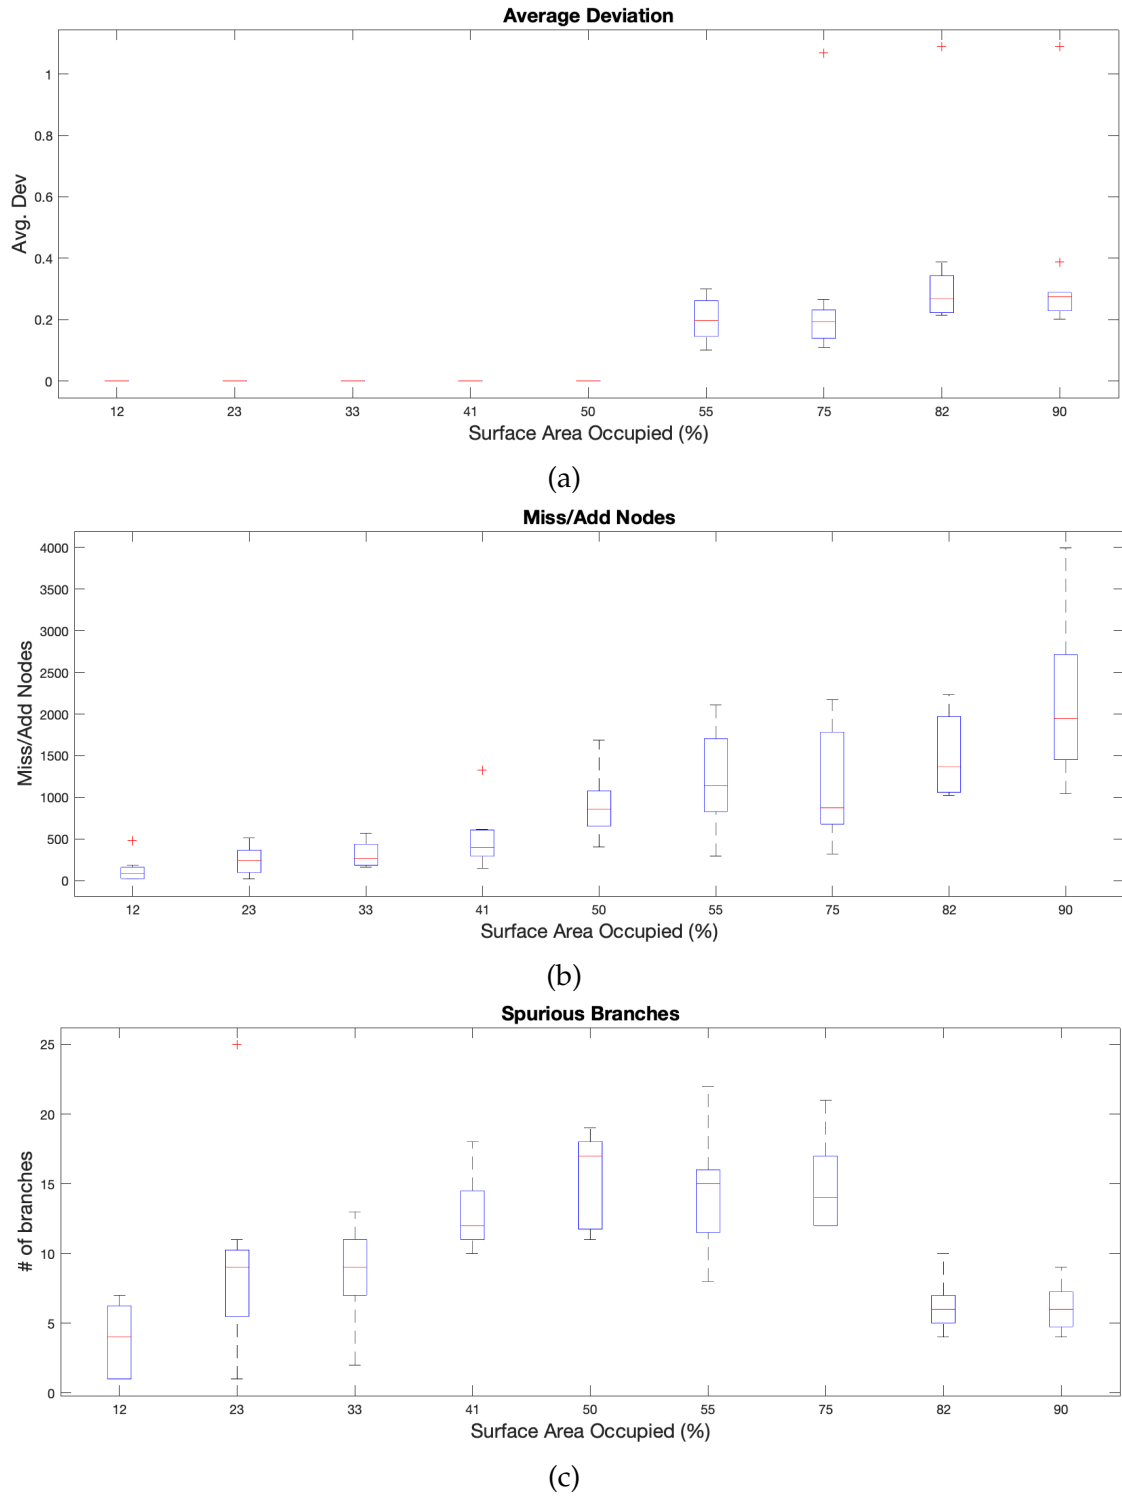 Average Deviation
1
0.8
0.6
0.4
0.2
0
Avg. Dev
12 23 33 41 50 55 75 82 90
Surface Area Occupied (%)
(a)
Miss/Add Nodes
4000
3500
3000
2500
2000
1500
1000
500
0
Miss/Add Nodes
12 23 33 41 50 55 75 82 90
Surface Area Occupied (%)
(b)
Spurious Branches
25
20
15
10
5
0
# of branches
12 23 33 41 50 55 75 82 90
Surface Area Occupied (%)
(c)